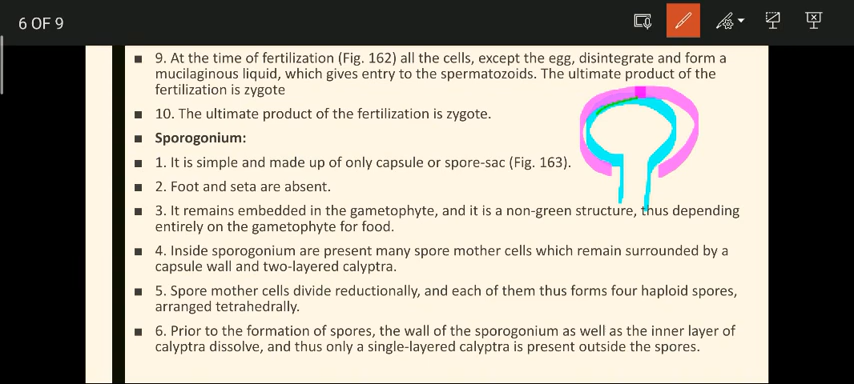 6 OF 9
■ 9. At the time of fertilization (Fig. 162) all the cells, except the egg, disintegrate and form a
mucilaginous liquid, which gives entry to the spermatozoids. The ultimate product of the
fertilization is zygote
■ 10. The ultimate product of the fertilization is zygote.
■ Sporogonium:
■ 1. It is simple and made up of only capsule or spore-sac (Fig. 163).
■ 2. Foot and seta are absent.
■ 3. It remains embedded in the gametophyte, and it is a non-green structure, thus depending
entirely on the gametophyte for food.
■ 4. Inside sporogonium are present many spore mother cells which remain surrounded by a
capsule wall and two-layered calyptra.
■ 5. Spore mother cells divide reductionally, and each of them thus forms four haploid spores,
arranged tetrahedrally.
■ 6. Prior to the formation of spores, the wall of the sporogonium as well as the inner layer of
calyptra dissolve, and thus only a single-layered calyptra is present outside the spores.